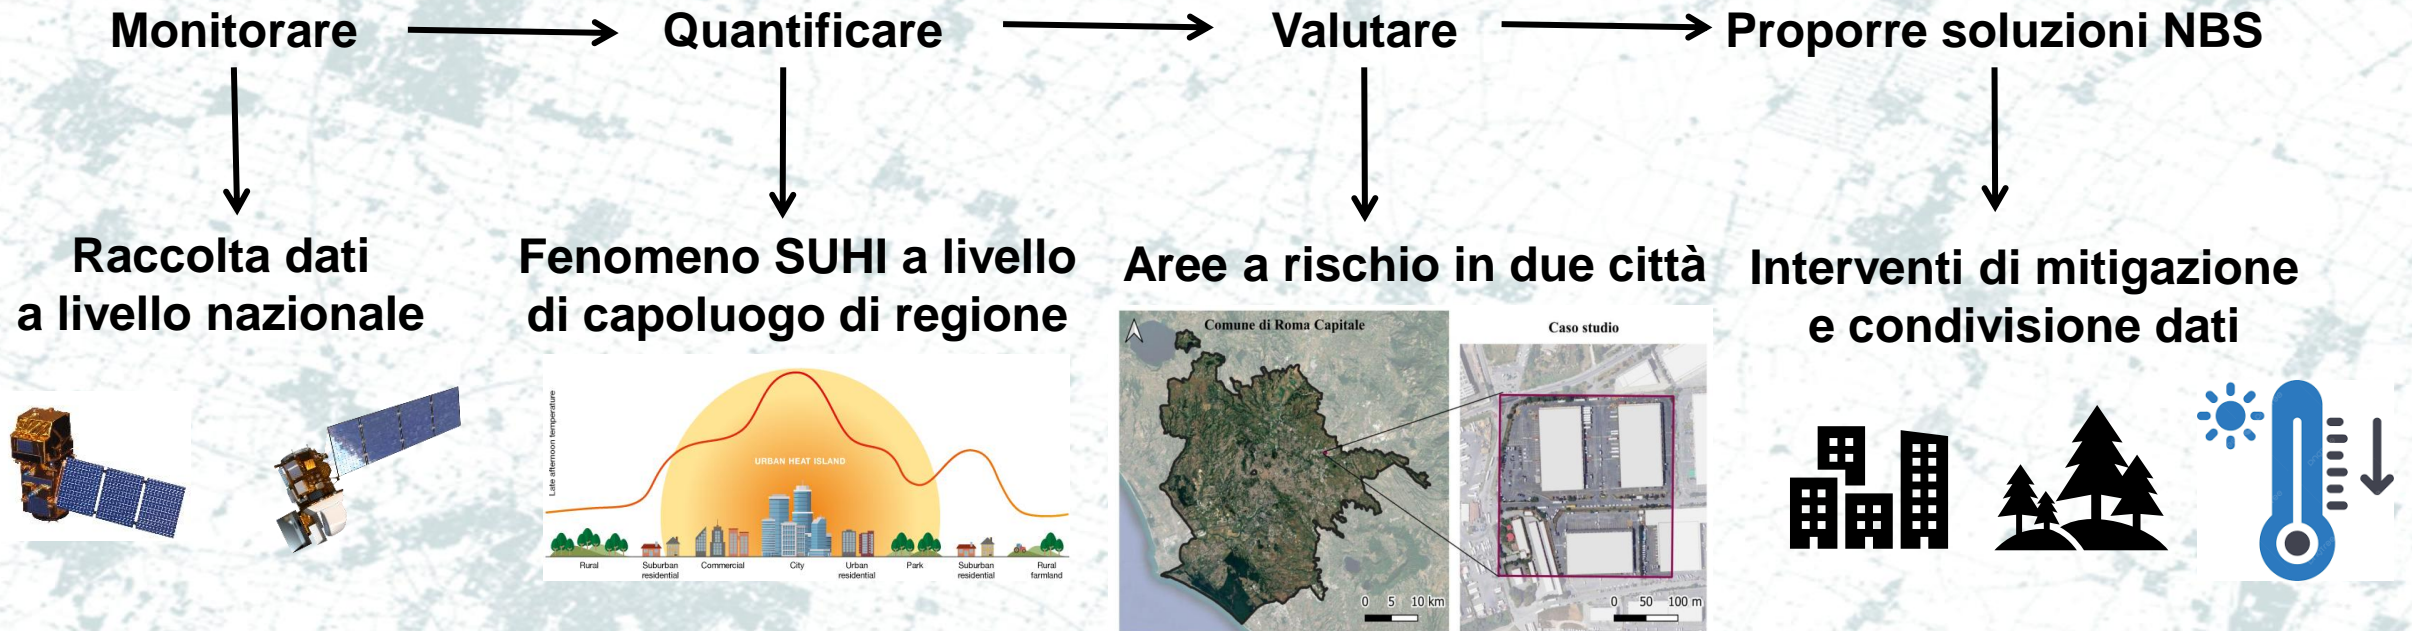 Monitorare
Quantificare
Valutare
Proporre soluzioni NBS
Raccolta dati
a livello nazionale
Fenomeno SUHI a livello
di capoluogo di regione
Aree a rischio in due città
Interventi di mitigazione
e condivisione dati
Late afternoon temperature
URBAN HEAT ISLAND
Rural
Suburban
residential
Commercial
City
Urban
residential
Park
Suburban
residential
Rural
farmland
Comune di Roma Capitale
0 5 10 km
Caso studio
0 50 100 m